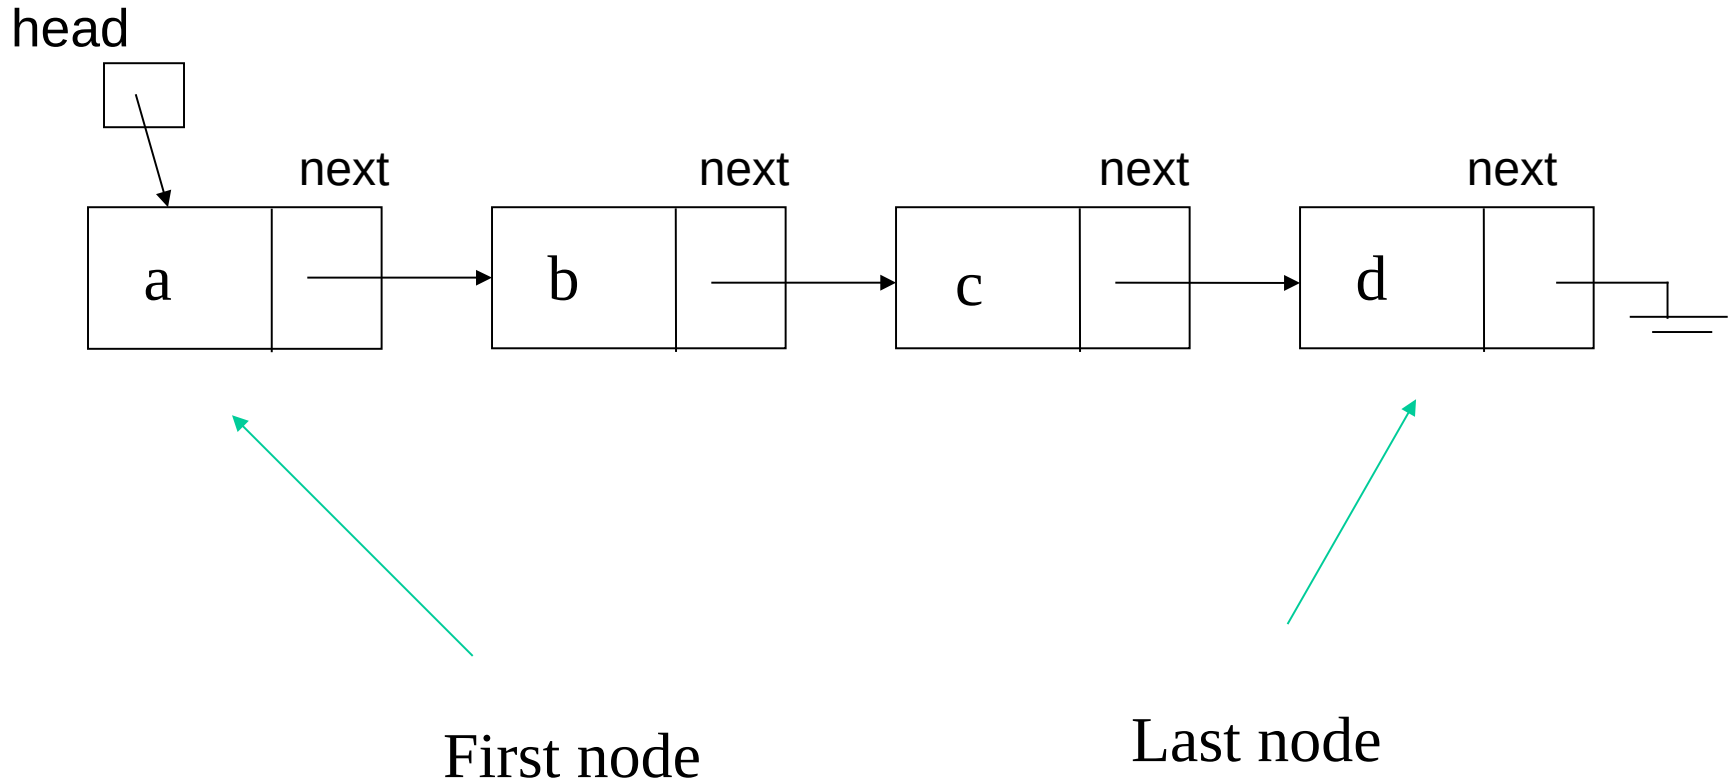 head
next next next next
a b c d
First node
Last node